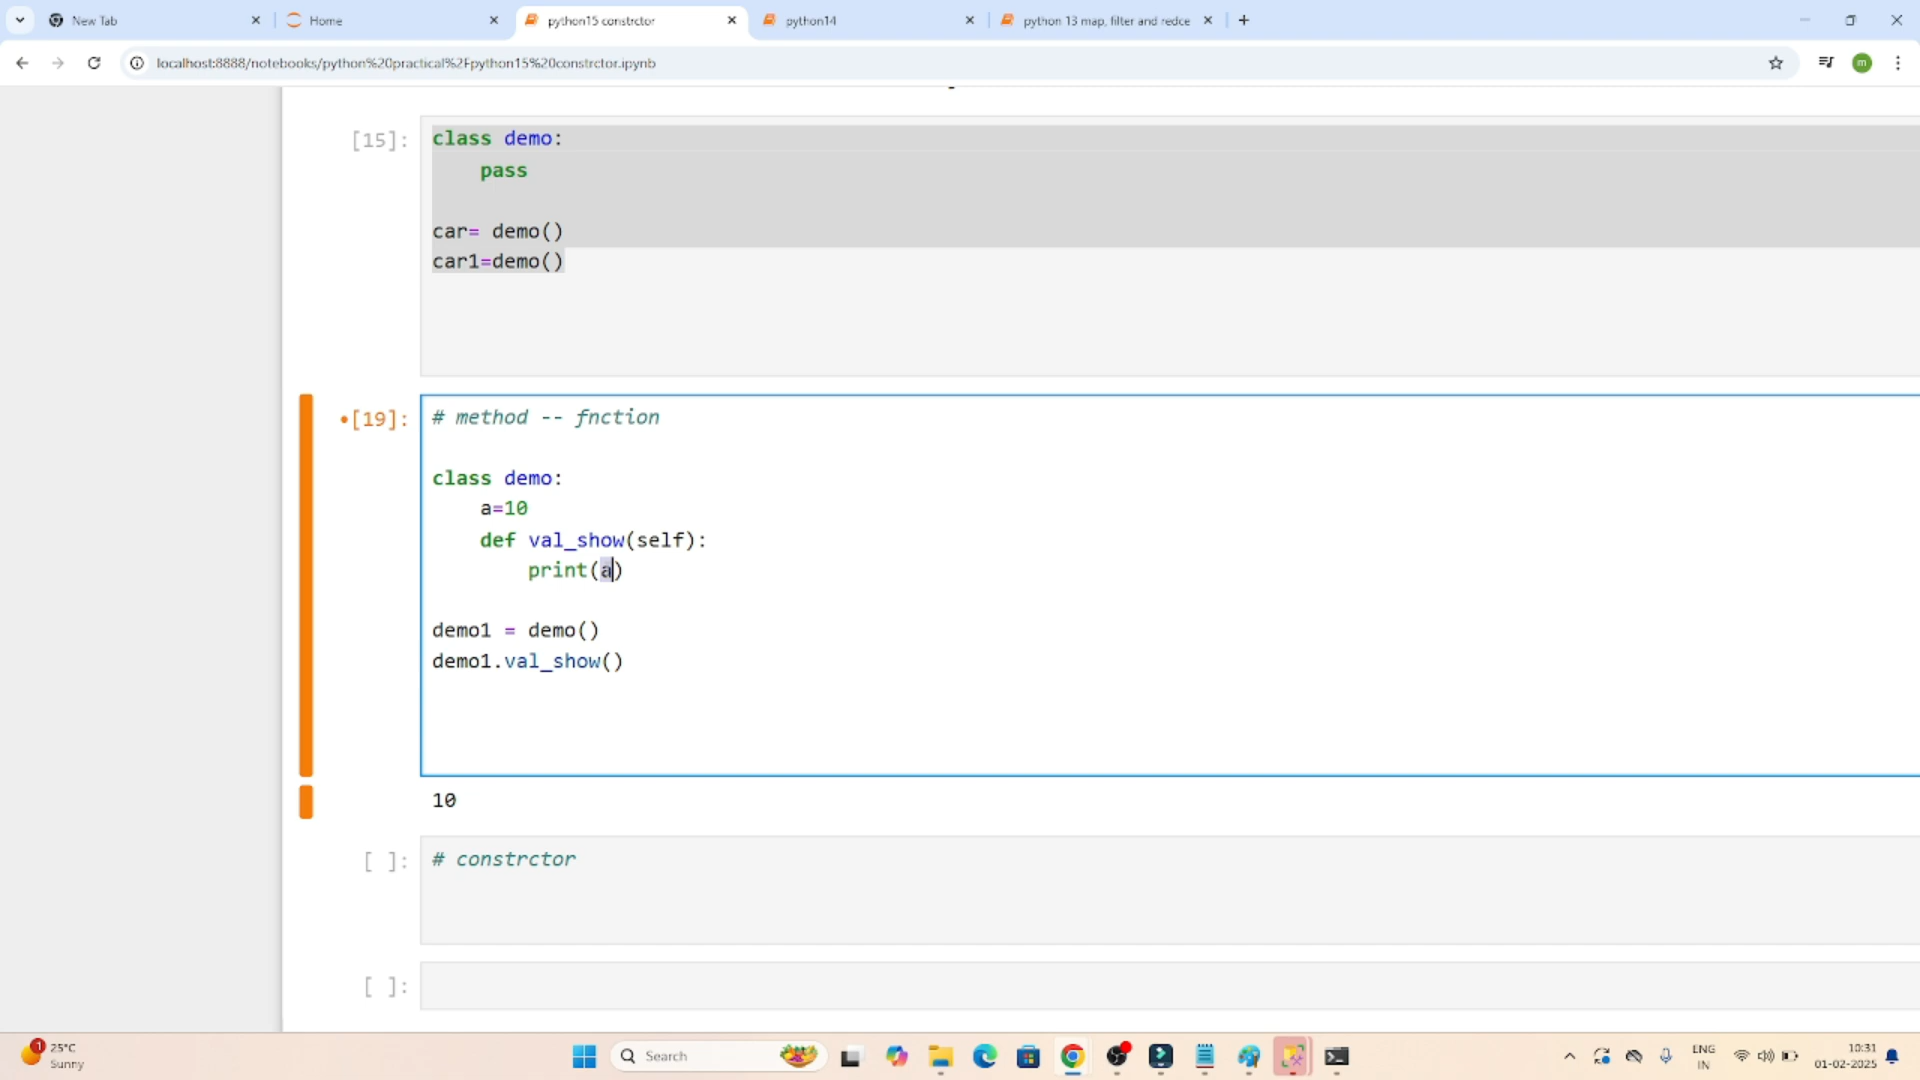 New Tab
Home
python15 constrctor
python14
python 13 map, filter and redce
localhost:8888/notebooks/python%20practical%2Fpython15%20constrctor.ipynb
m
[15]:
class demo:
pass
car= demo()
car1=demo()
•[19]:
# method -- fnction
class demo:
a=10
def val_show(self):
print(a)
demo1 = demo()
demo1.val_show()
10
[ ]:
# constrctor
[ ]:
1
25°C
Sunny
Search
ENG
IN
10:31
01-02-2025